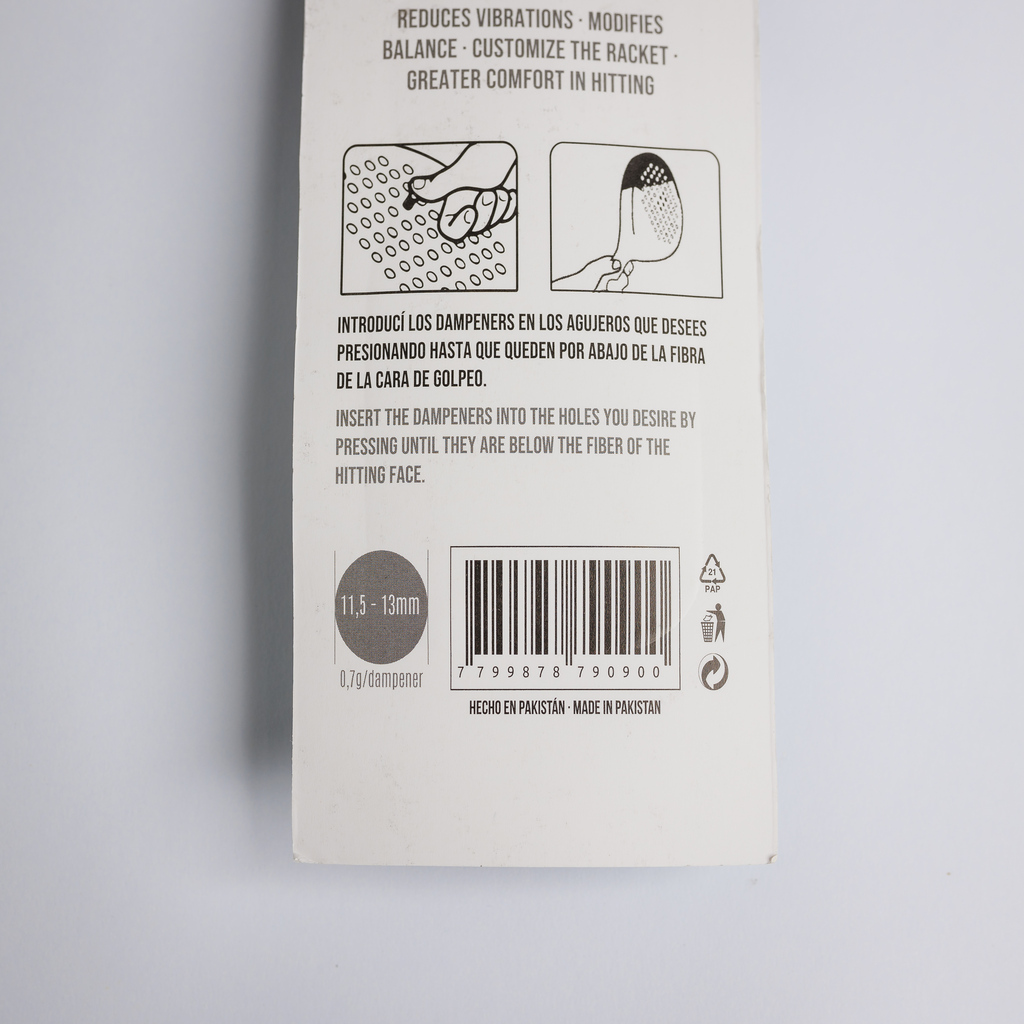 REDUCES VIBRATIONS · MODIFIES
BALANCE · CUSTOMIZE THE RACKET ·
GREATER COMFORT IN HITTING
INTRODUCÍ LOS DAMPENERS EN LOS AGUJEROS QUE DESEES
PRESIONANDO HASTA QUE QUEDEN POR ABAJO DE LA FIBRA
DE LA CARA DE GOLPEO.
INSERT THE DAMPENERS INTO THE HOLES YOU DESIRE BY
PRESSING UNTIL THEY ARE BELOW THE FIBER OF THE
HITTING FACE.
11,5 - 13mm
0,7g/dampener
7 799878 790900
HECHO EN PAKISTÁN · MADE IN PAKISTAN
21
PAP